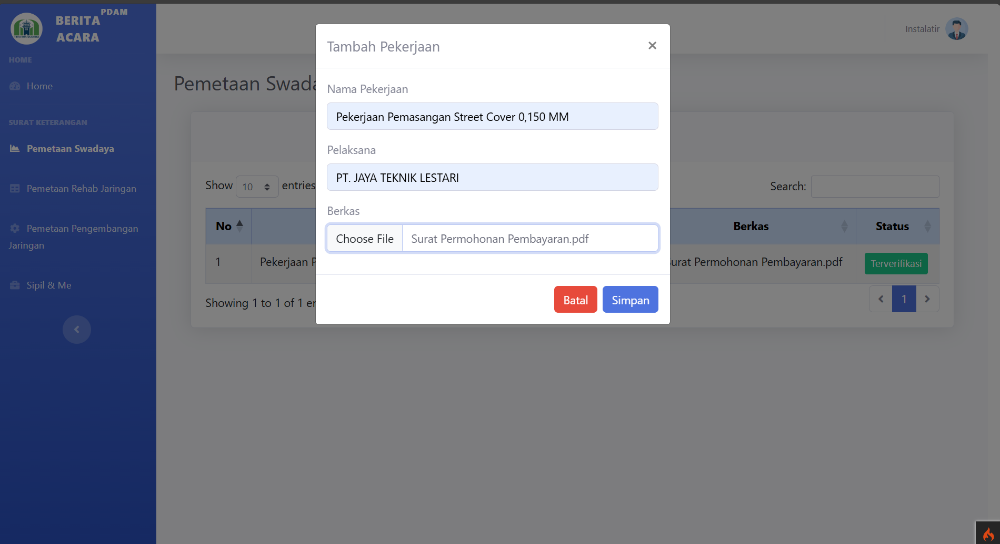 PDAM
BERITA
ACARA
HOME
Home
SURAT KETERANGAN
Pemetaan Swadaya
Pemetaan Rehab Jaringan
Pemetaan Pengembangan
Jaringan
Sipil & Me
Instalatir
Pemetaan Swada
Show 10 entries
Search:
No
Berkas
Status
1
Pekerjaan P
urat Permohonan Pembayaran.pdf
Terverifikasi
Showing 1 to 1 of 1 en
1
Tambah Pekerjaan
×
Nama Pekerjaan
Pekerjaan Pemasangan Street Cover 0,150 MM
Pelaksana
PT. JAYA TEKNIK LESTARI
Berkas
Choose File Surat Permohonan Pembayaran.pdf
Batal
Simpan